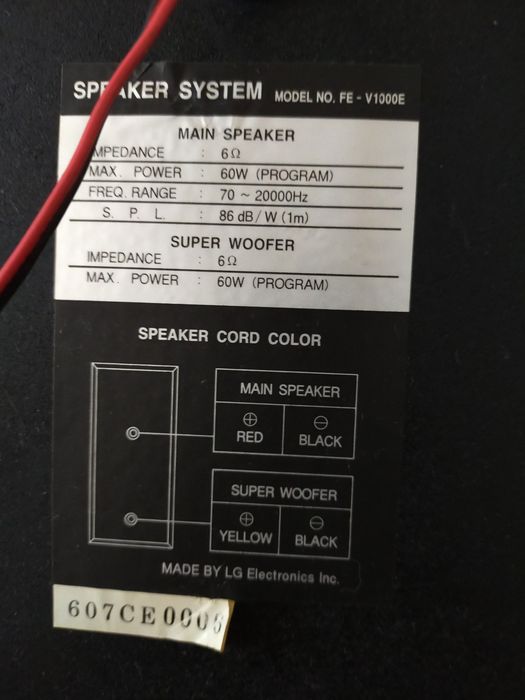 SPEAKER SYSTEM MODEL NO. FE - V1000E
MAIN SPEAKER
IMPEDANCE : 6Ω
MAX. POWER : 60W (PROGRAM)
FREQ. RANGE : 70 ~ 20000Hz
S. P. L. : 86 dB / W (1m)
SUPER WOOFER
IMPEDANCE : 6Ω
MAX. POWER : 60W (PROGRAM)
SPEAKER CORD COLOR
MAIN SPEAKER
⊕ ⊖
RED BLACK
SUPER WOOFER
⊕ ⊖
YELLOW BLACK
MADE BY LG Electronics Inc.